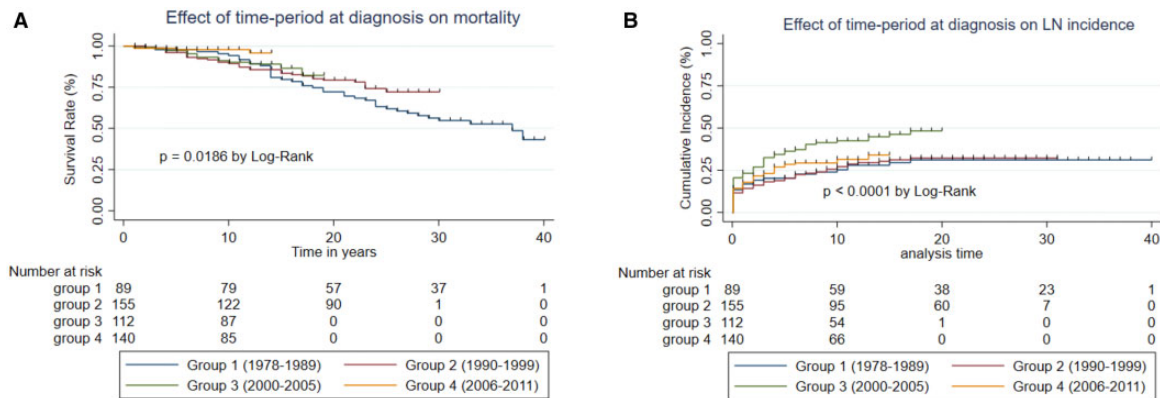 A
Effect of time-period at diagnosis on mortality
Survival Rate (%)
1.00
0.75
0.50
0.25
0.00
p = 0.0186 by Log-Rank
0 10 20 30 40
Time in years
Number at risk
group 1 89 79 57 37 1
group 2 155 122 90 1 0
group 3 112 87 0 0 0
group 4 140 85 0 0 0
Group 1 (1978-1989) Group 2 (1990-1999)
Group 3 (2000-2005) Group 4 (2006-2011)
B
Effect of time-period at diagnosis on LN incidence
Cumulative Incidence (%)
1.00
0.75
0.50
0.25
0.00
p < 0.0001 by Log-Rank
0 10 20 30 40
analysis time
Number at risk
group 1 89 59 38 23 1
group 2 155 95 60 7 0
group 3 112 54 1 0 0
group 4 140 66 0 0 0
Group 1 (1978-1989) Group 2 (1990-1999)
Group 3 (2000-2005) Group 4 (2006-2011)